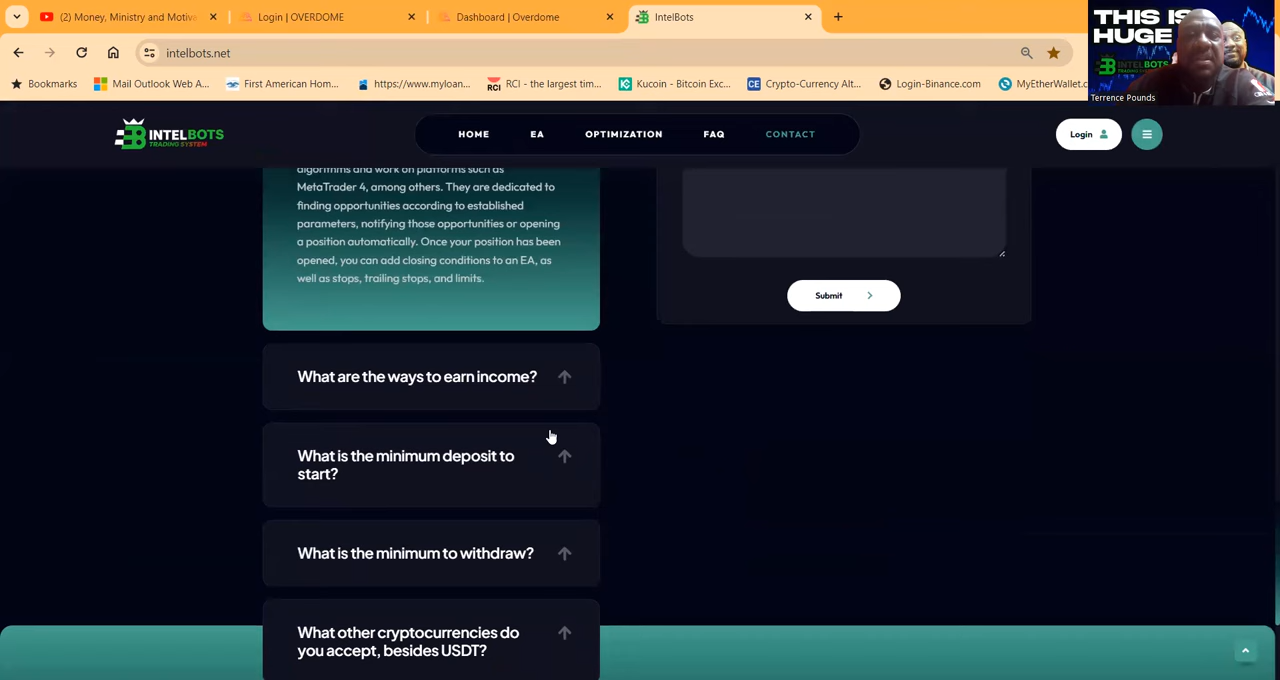 (2) Money, Ministry and Motiva
Login | OVERDOME
Dashboard | Overdome
IntelBots
intelbots.net
Bookmarks
Mail Outlook Web A...
First American Hom...
https://www.myloan...
RCI - the largest tim...
Kucoin - Bitcoin Exc...
Crypto-Currency Alt...
Login-Binance.com
MyEtherWallet.c
THIS IS
HUGE
INTELBOTS
Terrence Pounds
INTELBOTS
TRADING SYSTEM
HOME
EA
OPTIMIZATION
FAQ
CONTACT
Login
algorithms and work on platforms such as
MetaTrader 4, among others. They are dedicated to
finding opportunities according to established
parameters, notifying those opportunities or opening
a position automatically. Once your position has been
opened, you can add closing conditions to an EA, as
well as stops, trailing stops, and limits.
Submit
What are the ways to earn income?
What is the minimum deposit to
start?
What is the minimum to withdraw?
What other cryptocurrencies do
you accept, besides USDT?